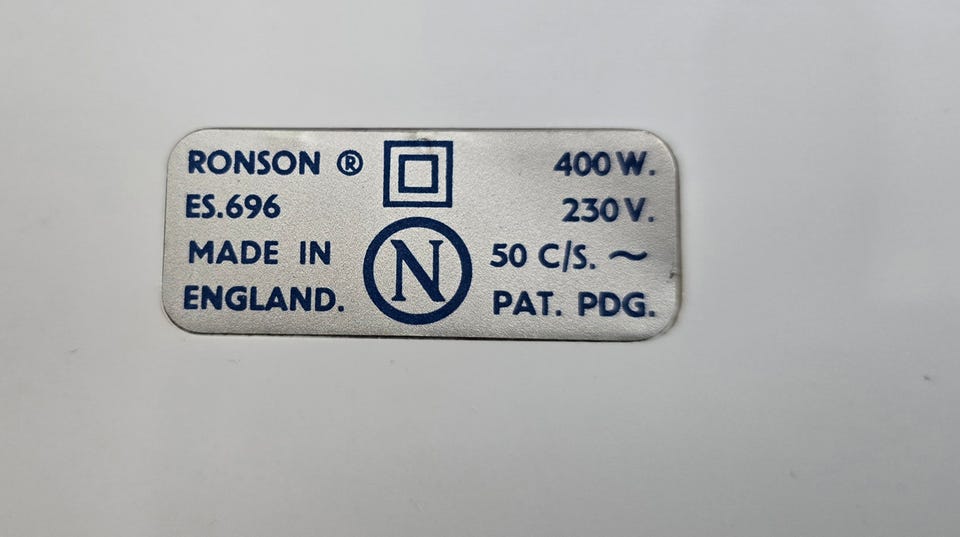 RONSON ®
ES.696
MADE IN
ENGLAND.
N
400 W.
230 V.
50 C/S. ~
PAT. PDG.